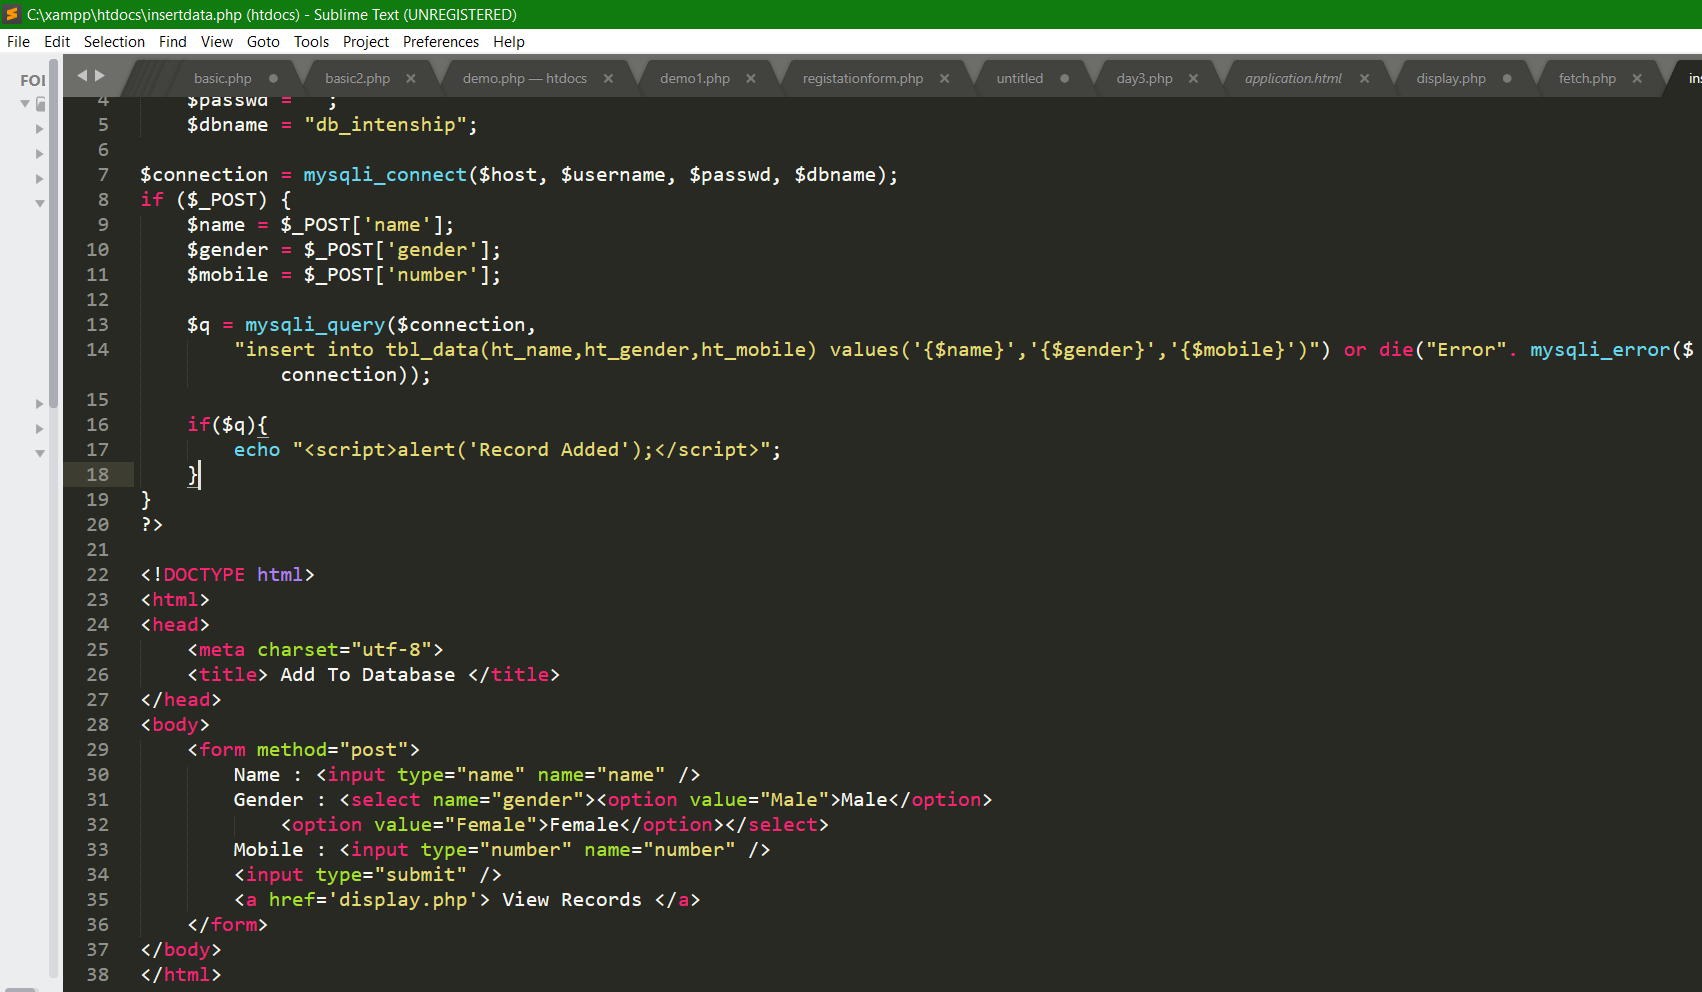 C:\xampp\htdocs\insertdata.php (htdocs) - Sublime Text (UNREGISTERED)
File Edit Selection Find View Goto Tools Project Preferences Help
FOL
basic.php basic2.php demo.php — htdocs demo1.php registationform.php untitled day3.php application.html display.php fetch.php ins
4 $passwd = "";
5 $dbname = "db_intenship";
6
7 $connection = mysqli_connect($host, $username, $passwd, $dbname);
8 if ($_POST) {
9 $name = $_POST['name'];
10 $gender = $_POST['gender'];
11 $mobile = $_POST['number'];
12
13 $q = mysqli_query($connection,
14 "insert into tbl_data(ht_name,ht_gender,ht_mobile) values('{$name}','{$gender}','{$mobile}')") or die("Error". mysqli_error($
connection));
15
16 if($q){
17 echo "<script>alert('Record Added');</script>";
18 }
19 }
20 ?>
21
22 <!DOCTYPE html>
23 <html>
24 <head>
25 <meta charset="utf-8">
26 <title> Add To Database </title>
27 </head>
28 <body>
29 <form method="post">
30 Name : <input type="name" name="name" />
31 Gender : <select name="gender"><option value="Male">Male</option>
32 <option value="Female">Female</option></select>
33 Mobile : <input type="number" name="number" />
34 <input type="submit" />
35 <a href='display.php'> View Records </a>
36 </form>
37 </body>
38 </html>